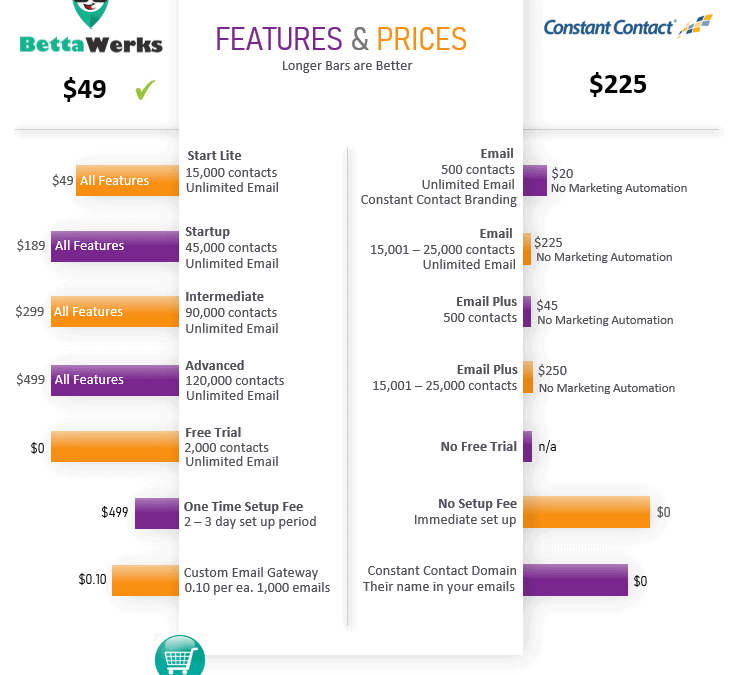 BettaWerks
$49
FEATURES & PRICES
Longer Bars are Better
Constant Contact
$225
$49
All Features
Start Lite
15,000 contacts
Unlimited Email
$189
All Features
Startup
45,000 contacts
Unlimited Email
$299
All Features
Intermediate
90,000 contacts
Unlimited Email
$499
All Features
Advanced
120,000 contacts
Unlimited Email
$0
Free Trial
2,000 contacts
Unlimited Email
$499
One Time Setup Fee
2 – 3 day set up period
$0.10
Custom Email Gateway
0.10 per ea. 1,000 emails
Email
500 contacts
Unlimited Email
Constant Contact Branding
$20
No Marketing Automation
Email
15,001 – 25,000 contacts
Unlimited Email
$225
No Marketing Automation
Email Plus
500 contacts
$45
No Marketing Automation
Email Plus
15,001 – 25,000 contacts
$250
No Marketing Automation
No Free Trial
n/a
No Setup Fee
Immediate set up
$0
Constant Contact Domain
Their name in your emails
$0